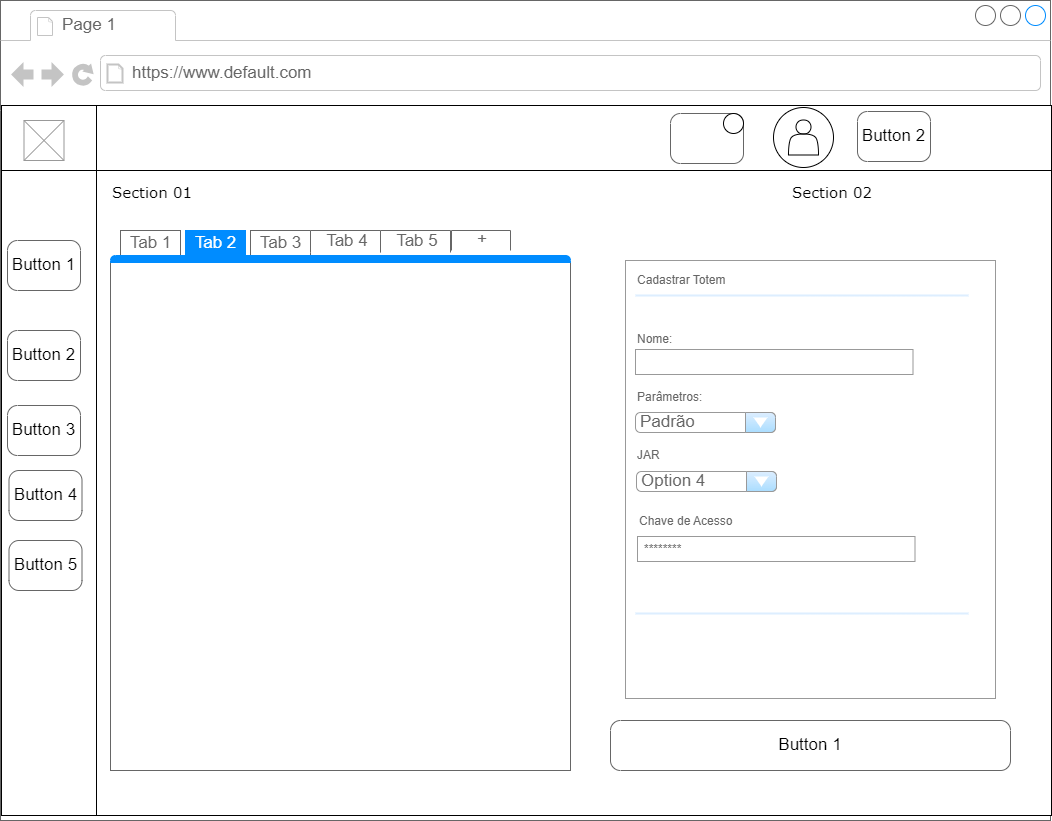 Page 1
https://www.default.com
Button 2
Section 01
Section 02
Tab 1 Tab 2 Tab 3 Tab 4 Tab 5 +
Button 1
Button 2
Button 3
Button 4
Button 5
Cadastrar Totem
Nome:
Parâmetros:
Padrão
JAR
Option 4
Chave de Acesso
********
Button 1